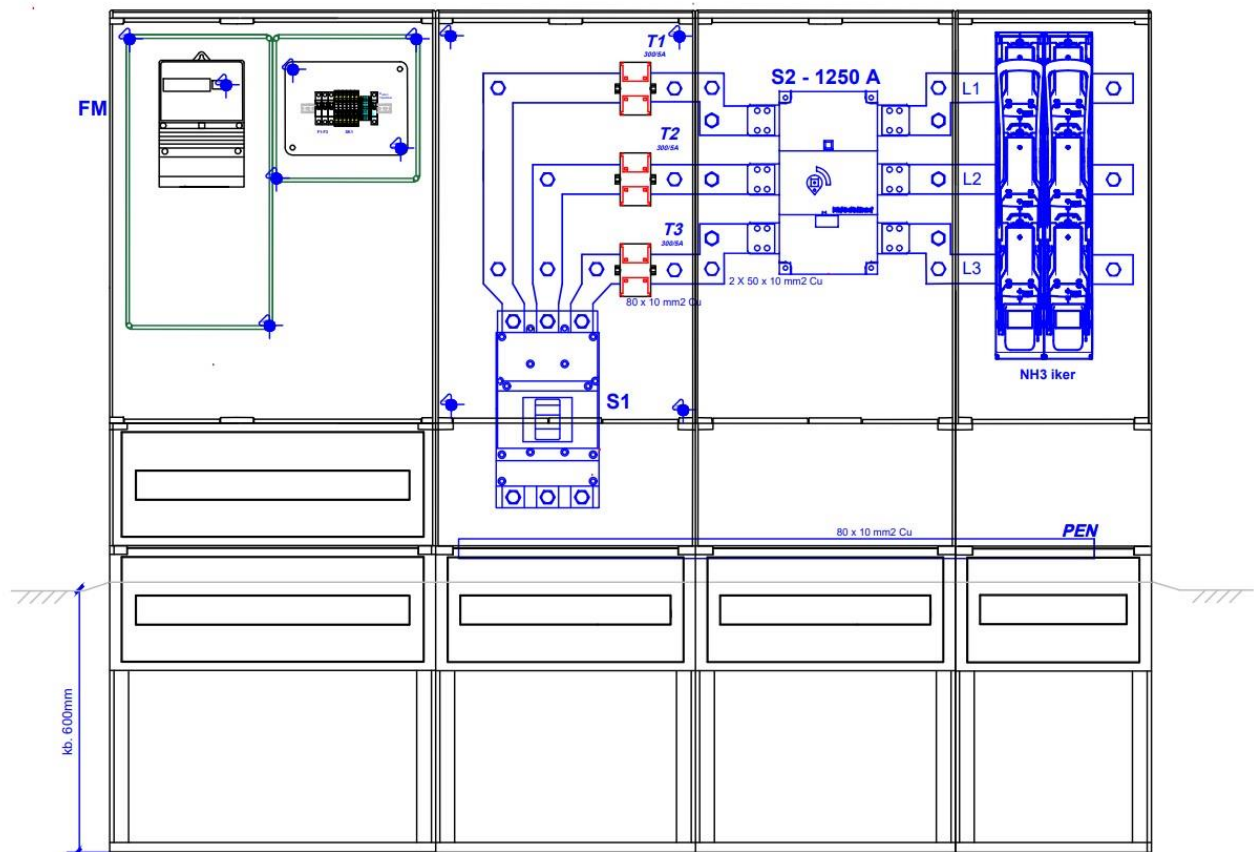 FM
T1
300/5A
T2
300/5A
T3
300/5A
S2 - 1250 A
L1
L2
L3
2 X 50 x 10 mm2 Cu
80 x 10 mm2 Cu
NH3 iker
S1
80 x 10 mm2 Cu
PEN
kb. 600mm